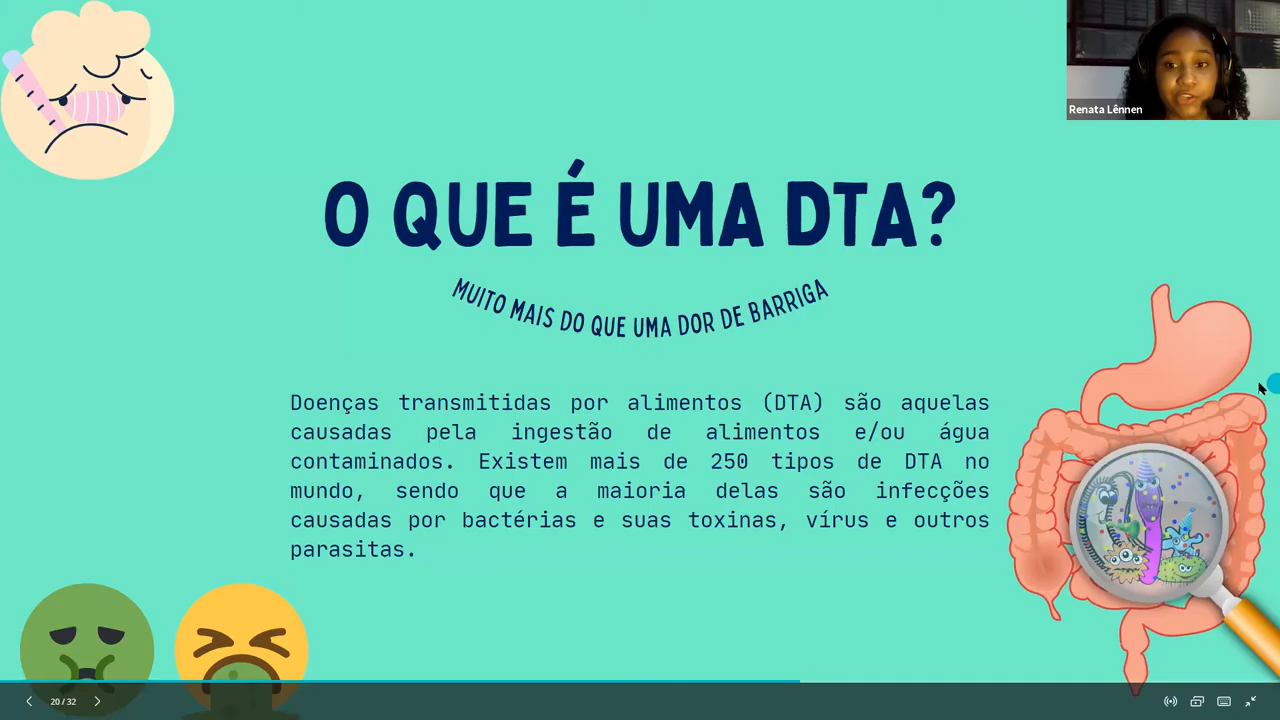 Renata Lênnen
O QUE É UMA DTA?
MUITO MAIS DO QUE UMA DOR DE BARRIGA
Doenças transmitidas por alimentos (DTA) são aquelas
causadas pela ingestão de alimentos e/ou água
contaminados. Existem mais de 250 tipos de DTA no
mundo, sendo que a maioria delas são infecções
causadas por bactérias e suas toxinas, vírus e outros
parasitas.
20 / 32